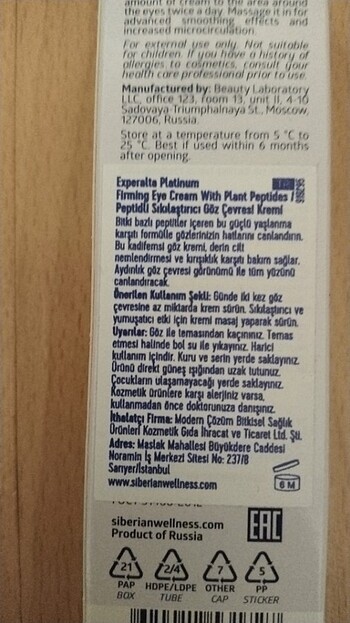 amount of cream to the area around
the eyes twice a day. Massage it in for
advanced smoothing effects and
increased microcirculation.
For external use only. Not suitable
for children. If you have a history of
allergies to cosmetics, consult your
health care professional prior to use.
Manufactured by: Beauty Laboratory
LLC, office 123, room 13, unit II, 4-10
Sadovaya-Triumphalnaya St., Moscow,
127006, Russia.
Store at a temperature from 5 °C to
25 °C. Best if used within 6 months
after opening.
Experalta Platinum
Firming Eye Cream With Plant Peptides /
Peptidli Sıkılaştırıcı Göz Çevresi Kremi
Bitki bazlı peptitler içeren bu güçlü yaşlanma
karşıtı formülle gözlerinizin hatlarını canlandırın.
Bu kadifemsi göz kremi, derin cilt
nemlendirmesi ve kırışıklık karşıtı bakım sağlar.
Aydınlık göz çevresi görünümü ile tüm yüzünü
canlandıracak.
Önerilen Kullanım Şekli: Günde iki kez göz
çevresine az miktarda krem sürün. Sıkılaştırıcı ve
yumuşatıcı etki için kremi masaj yaparak sürün.
Uyarılar: Göz ile temasından kaçınınız. Temas
etmesi halinde bol su ile yıkayınız. Harici
kullanım içindir. Kuru ve serin yerde saklayınız.
Ürünü direkt güneş ışığından uzak tutunuz.
Çocukların ulaşamayacağı yerde saklayınız.
Kozmetik ürünlere karşı alerjiniz varsa,
kullanmadan önce doktorunuza danışınız.
İthalatçı Firma: Modern Çözüm Bitkisel Sağlık
Ürünleri Kozmetik Gıda İhracat ve Ticaret Ltd. Şti.
Adres: Maslak Mahallesi Büyükdere Caddesi
Noramin İş Merkezi Sitesi No: 237/B
Sarıyer/İstanbul
www.siberianwellness.com
6 M
siberianwellness.com
Product of Russia
EAC
21 2/4 7 5
PAP HDPE/LDPE OTHER PP
BOX TUBE CAP STICKER